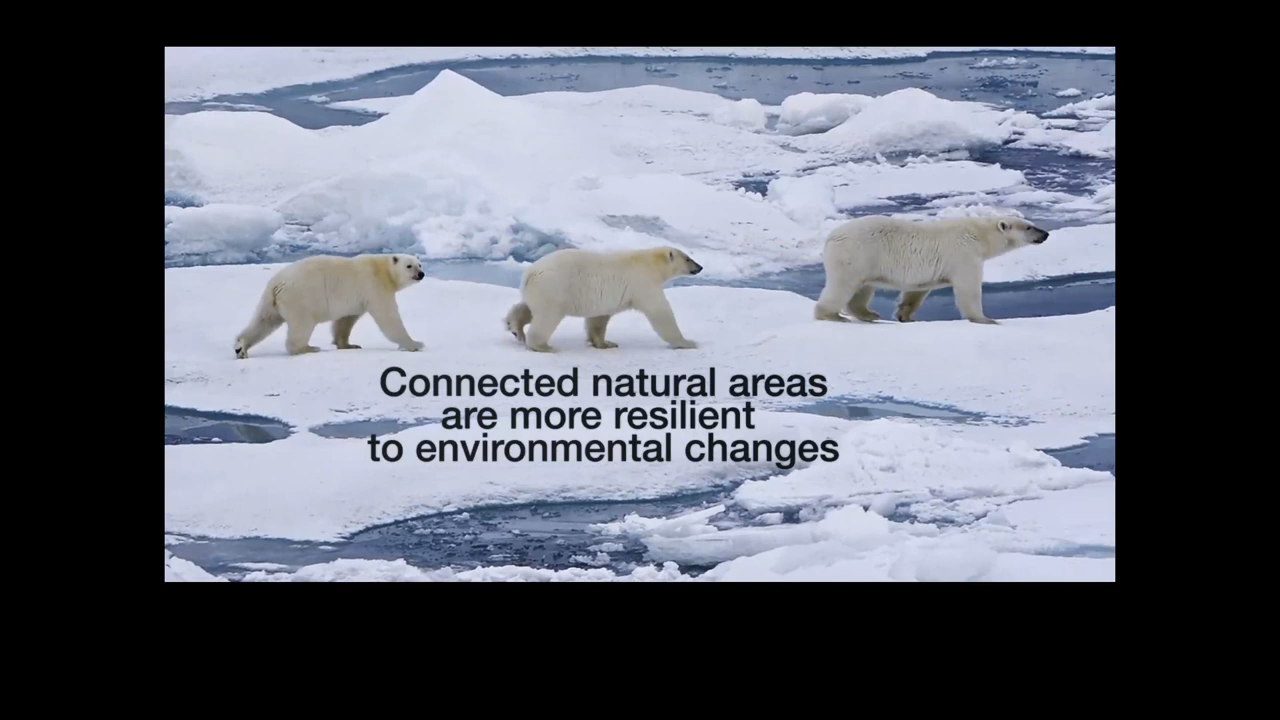 Connected natural areas
are more resilient
to environmental changes